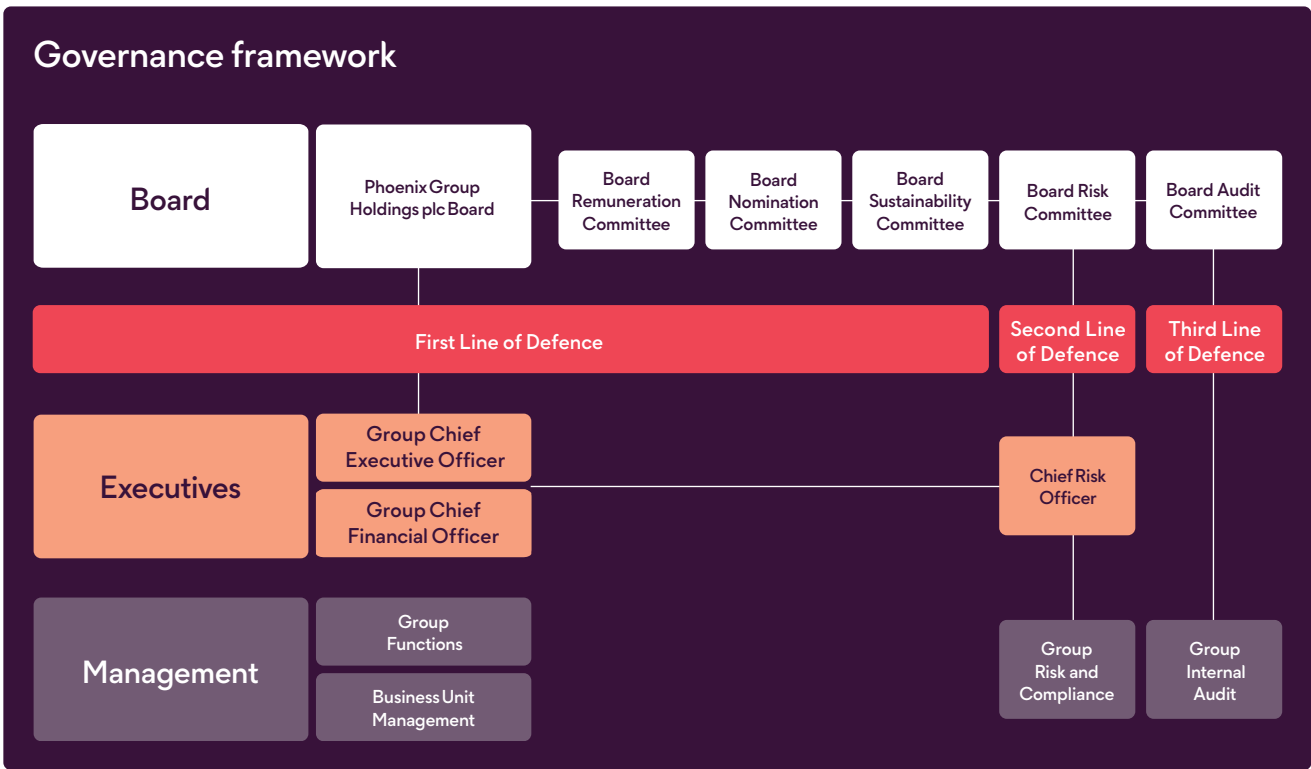 Governance framework
Board
Phoenix Group
Holdings plc Board
Board
Remuneration
Committee
Board
Nomination
Committee
Board
Sustainability
Committee
Board Risk
Committee
Board Audit
Committee
First Line of Defence
Second Line
of Defence
Third Line
of Defence
Executives
Group Chief
Executive Officer
Group Chief
Financial Officer
Chief Risk
Officer
Management
Group
Functions
Business Unit
Management
Group
Risk and
Compliance
Group
Internal
Audit